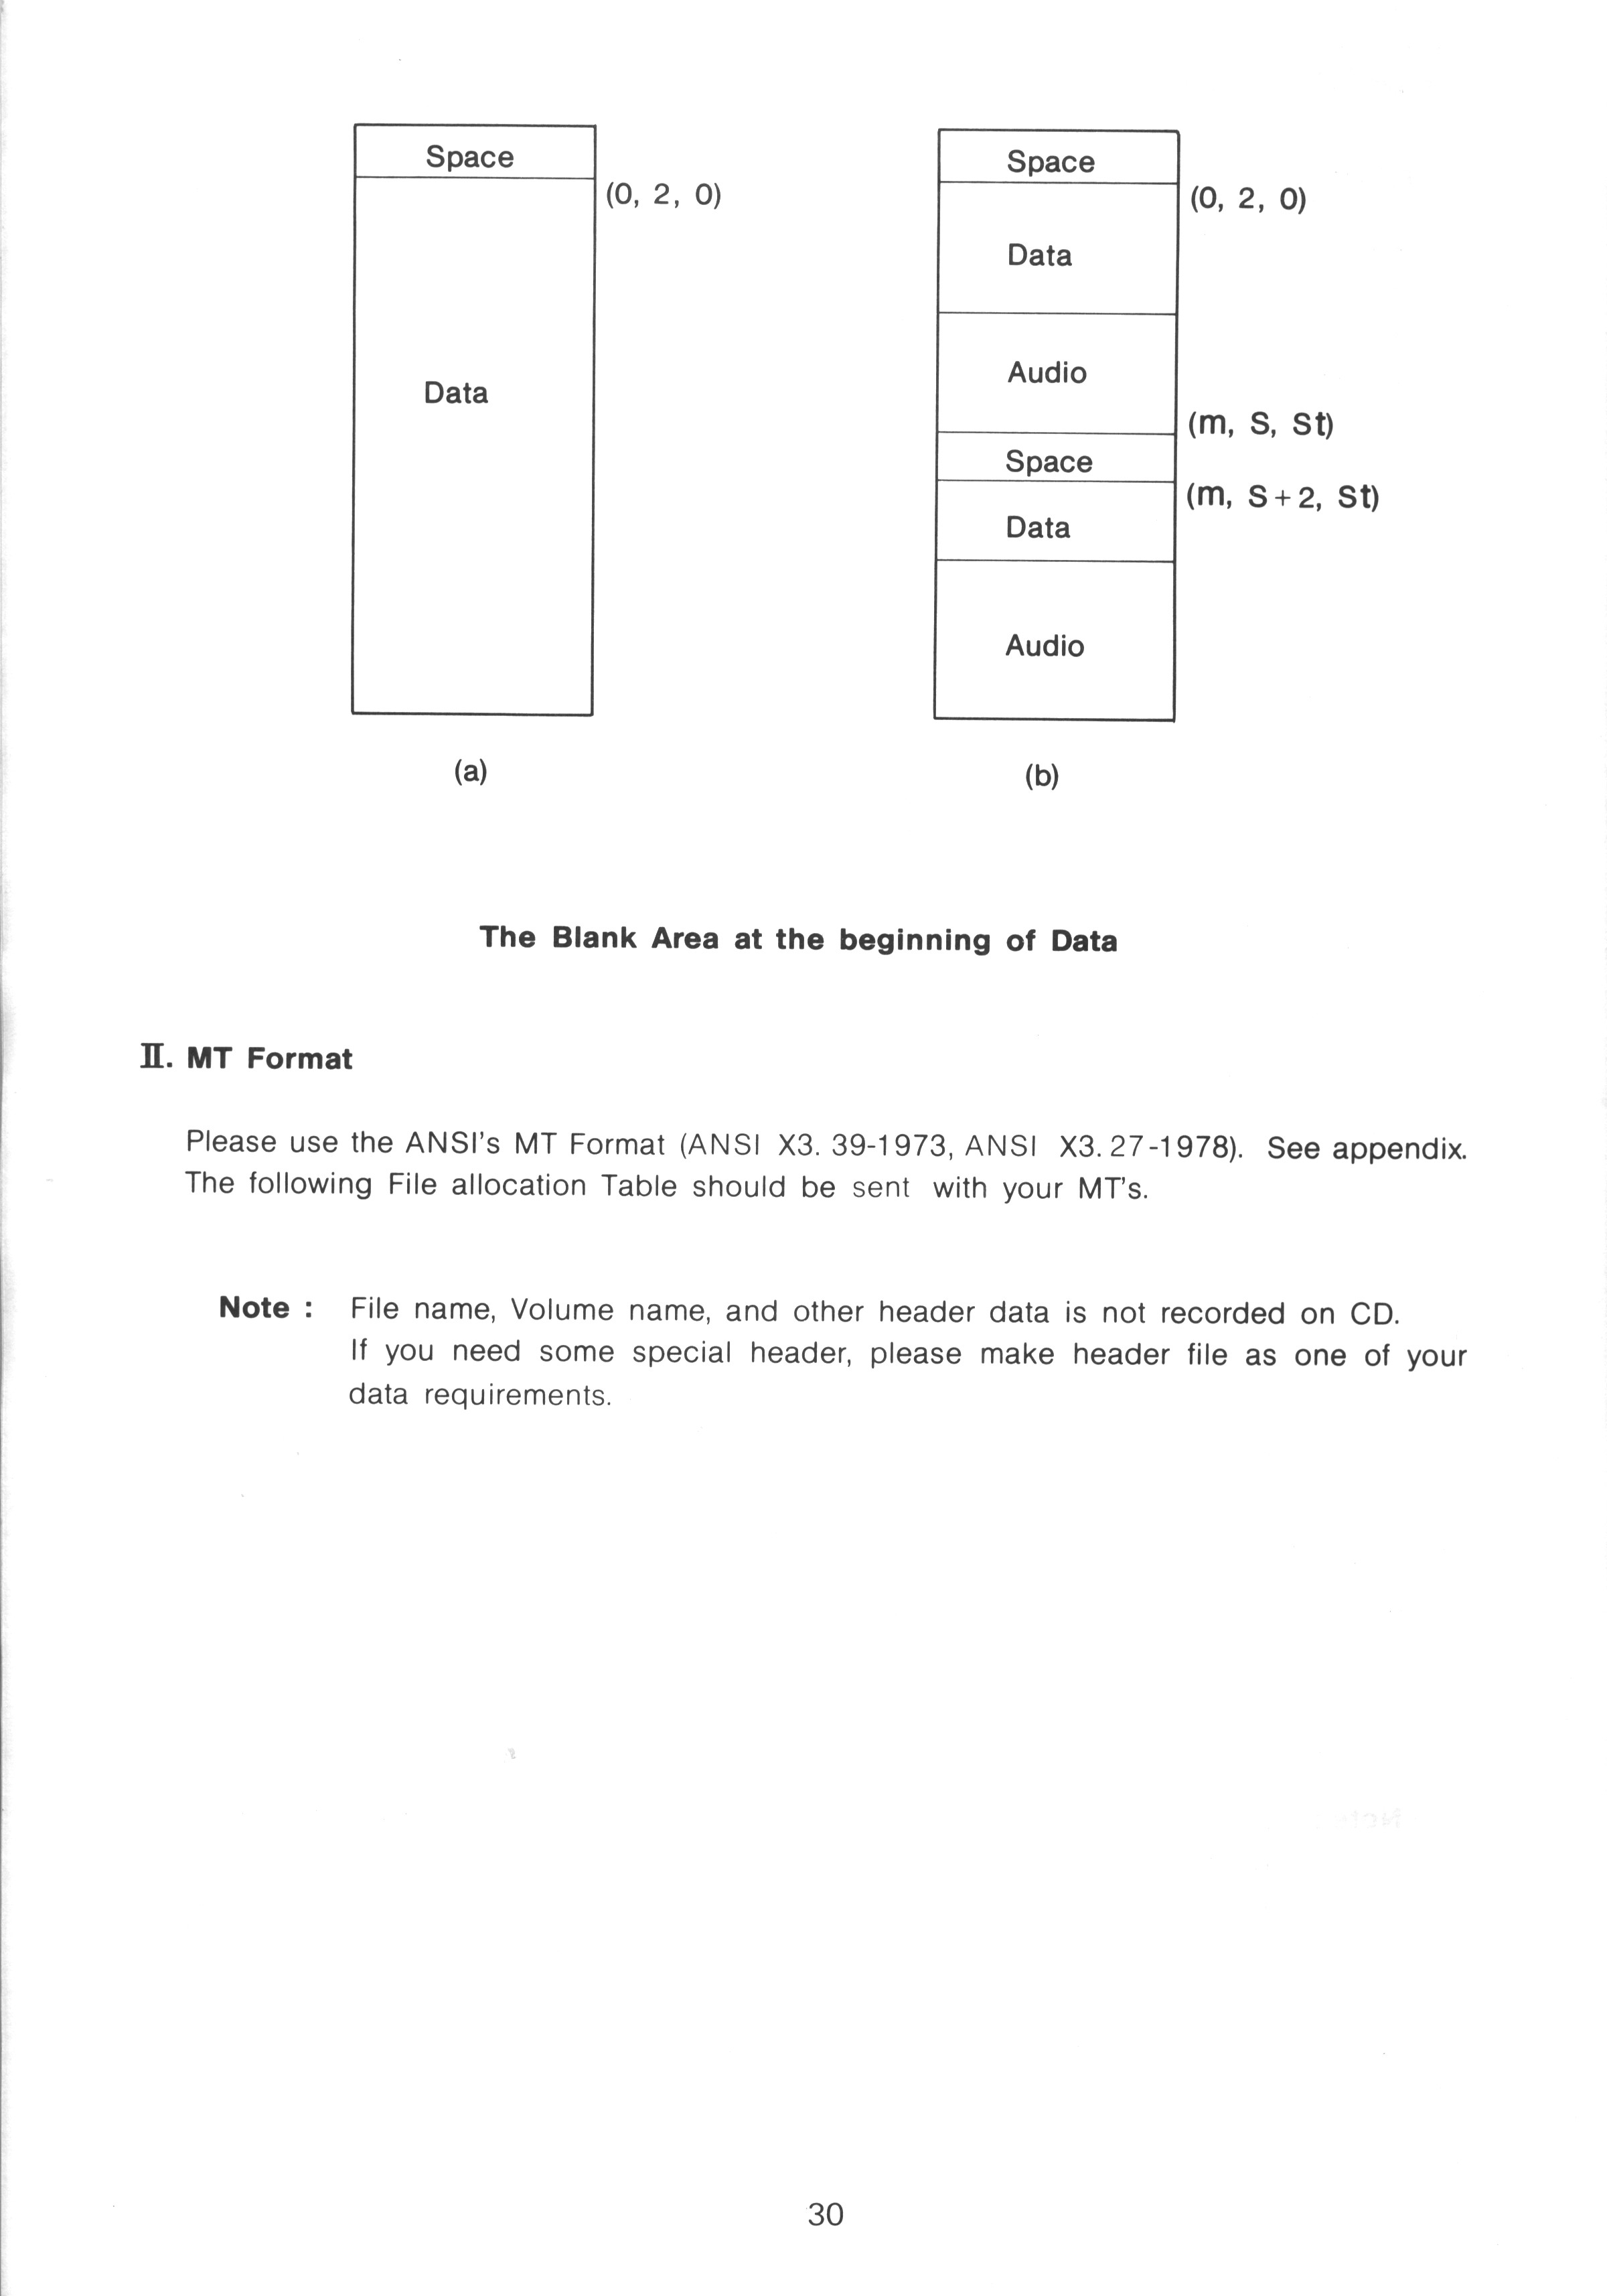 Space
(0, 2, 0)
Data
(a)
Space
(0, 2, 0)
Data
Audio
(m, S, St)
Space
(m, S+2, St)
Data
Audio
(b)
The Blank Area at the beginning of Data
II. MT Format
Please use the ANSI's MT Format (ANSI X3. 39-1973, ANSI X3. 27-1978). See appendix.
The following File allocation Table should be sent with your MT's.
Note : File name, Volume name, and other header data is not recorded on CD.
If you need some special header, please make header file as one of your
data requirements.
30